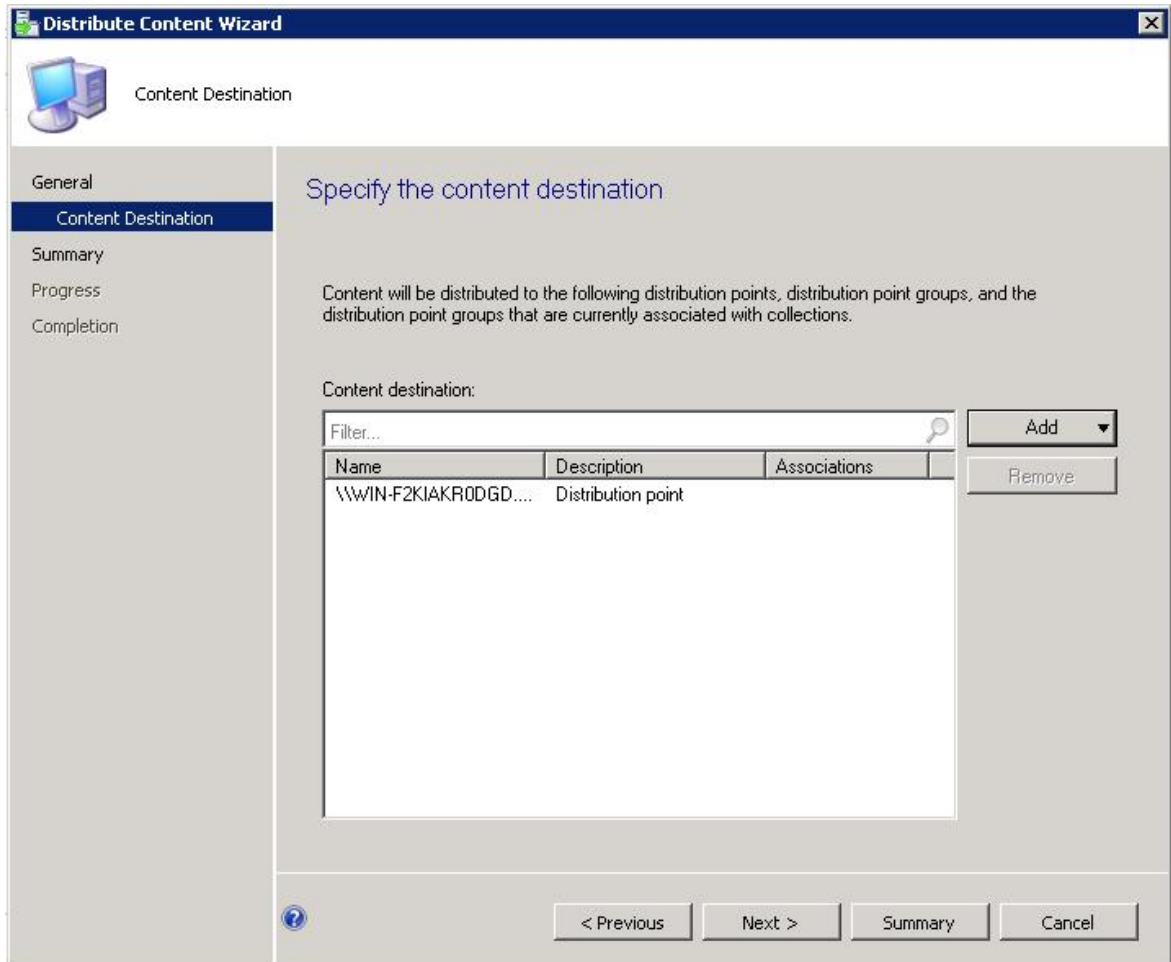 Distribute Content Wizard
Content Destination
General
Content Destination
Summary
Progress
Completion
Specify the content destination
Content will be distributed to the following distribution points, distribution point groups, and the
distribution point groups that are currently associated with collections.
Content destination:
Filter...
Add
Remove
Name Description Associations
\\WIN-F2KIAKR0DGD.... Distribution point
< Previous Next > Summary Cancel